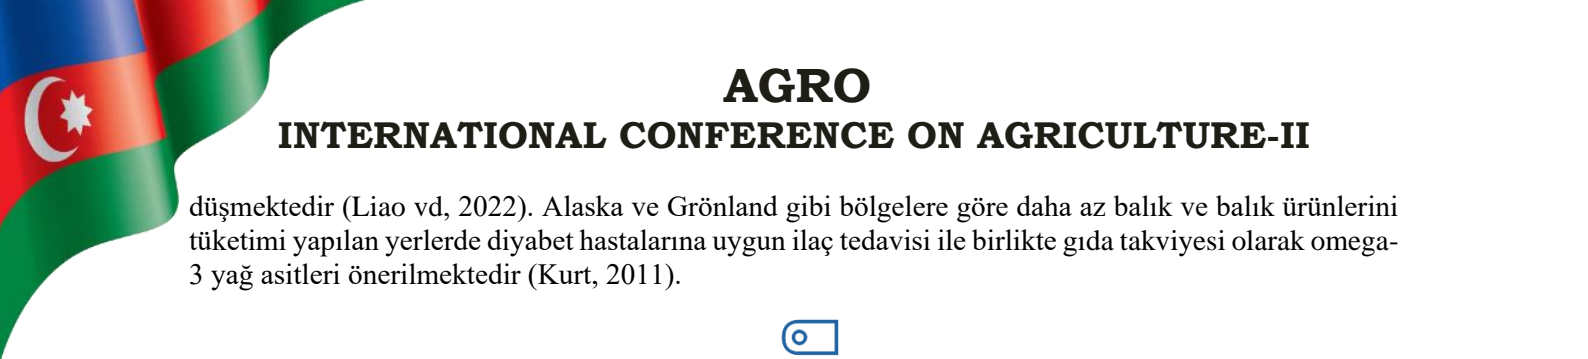 AGRO
INTERNATIONAL CONFERENCE ON AGRICULTURE-II
düşmektedir (Liao vd, 2022). Alaska ve Grönland gibi bölgelere göre daha az balık ve balık ürünlerini
tüketimi yapılan yerlerde diyabet hastalarına uygun ilaç tedavisi ile birlikte gıda takviyesi olarak omega-
3 yağ asitleri önerilmektedir (Kurt, 2011).